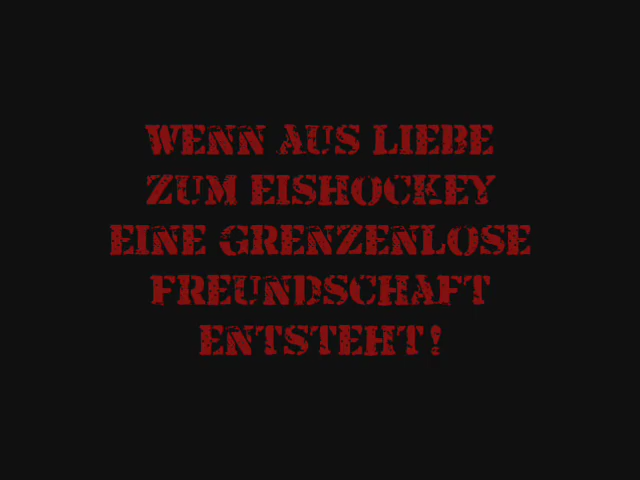 WENN AUS LIEBE
ZUM EISHOCKEY
EINE GRENZENLOSE
FREUNDSCHAFT
ENTSTEHT!